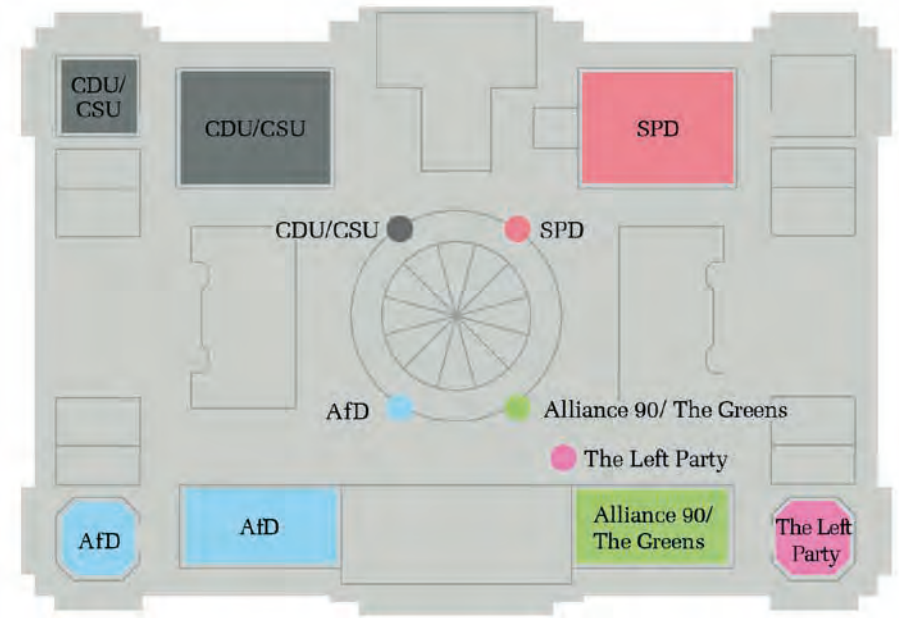 CDU/
CSU
CDU/CSU
SPD
CDU/CSU
SPD
AfD
Alliance 90/ The Greens
The Left Party
AfD
AfD
Alliance 90/
The Greens
The Left
Party